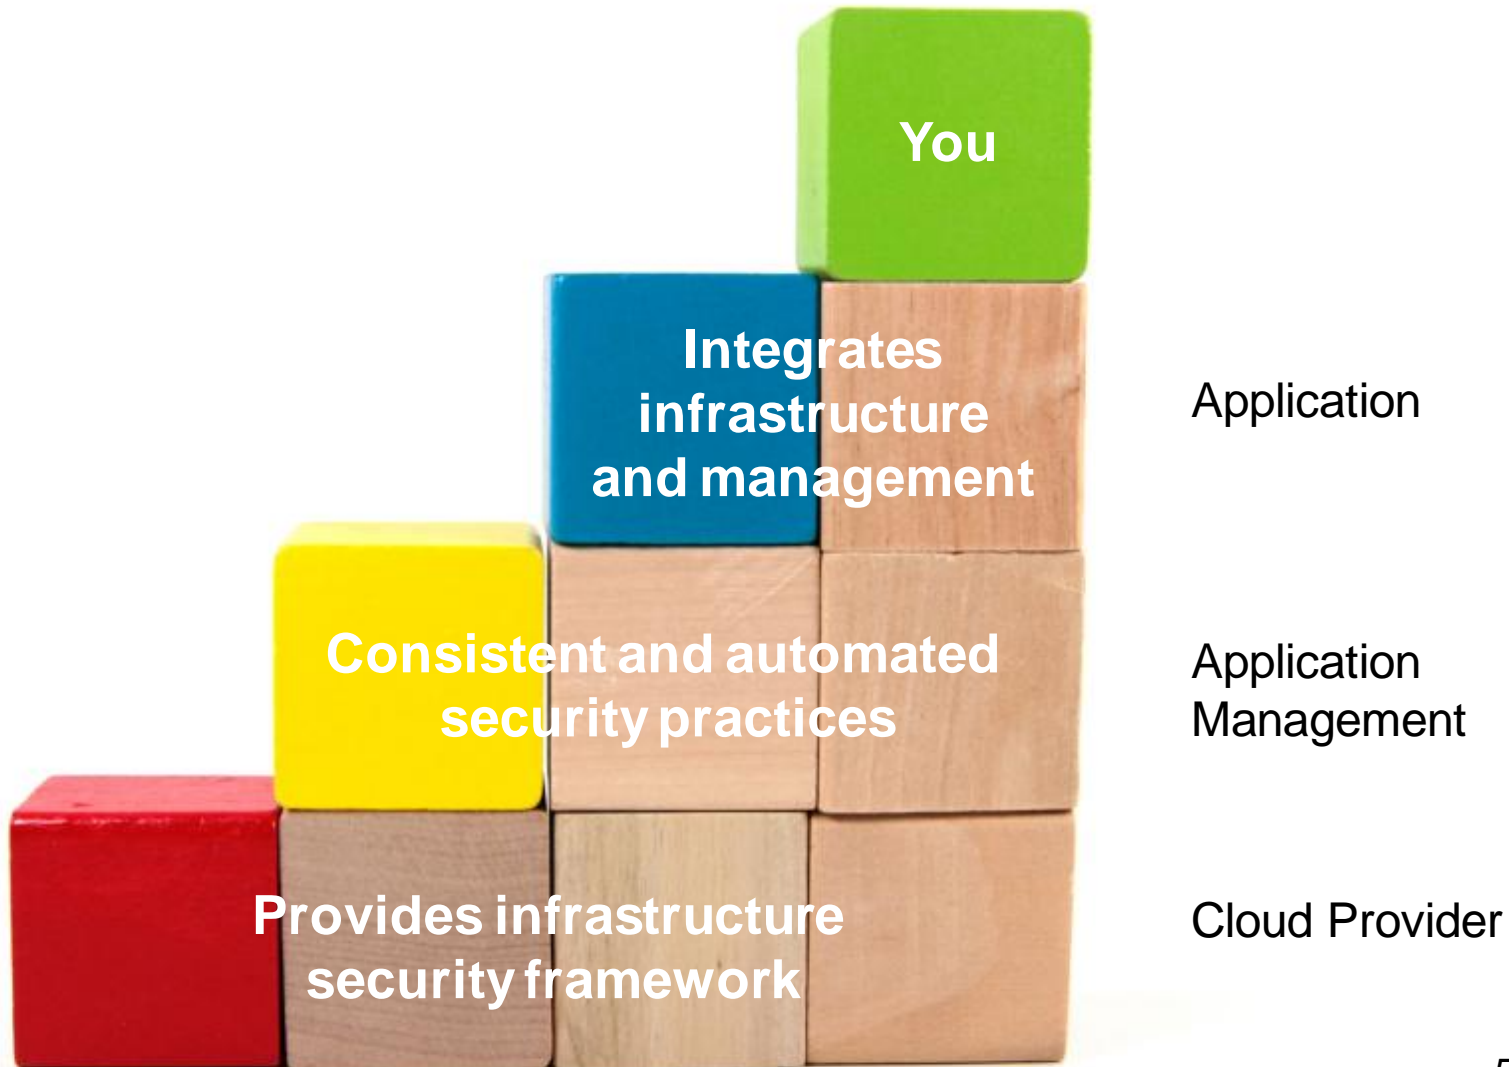 You
Integrates
infrastructure
and management
Application
Consistent and automated
security practices
Application
Management
Provides infrastructure
security framework
Cloud Provider